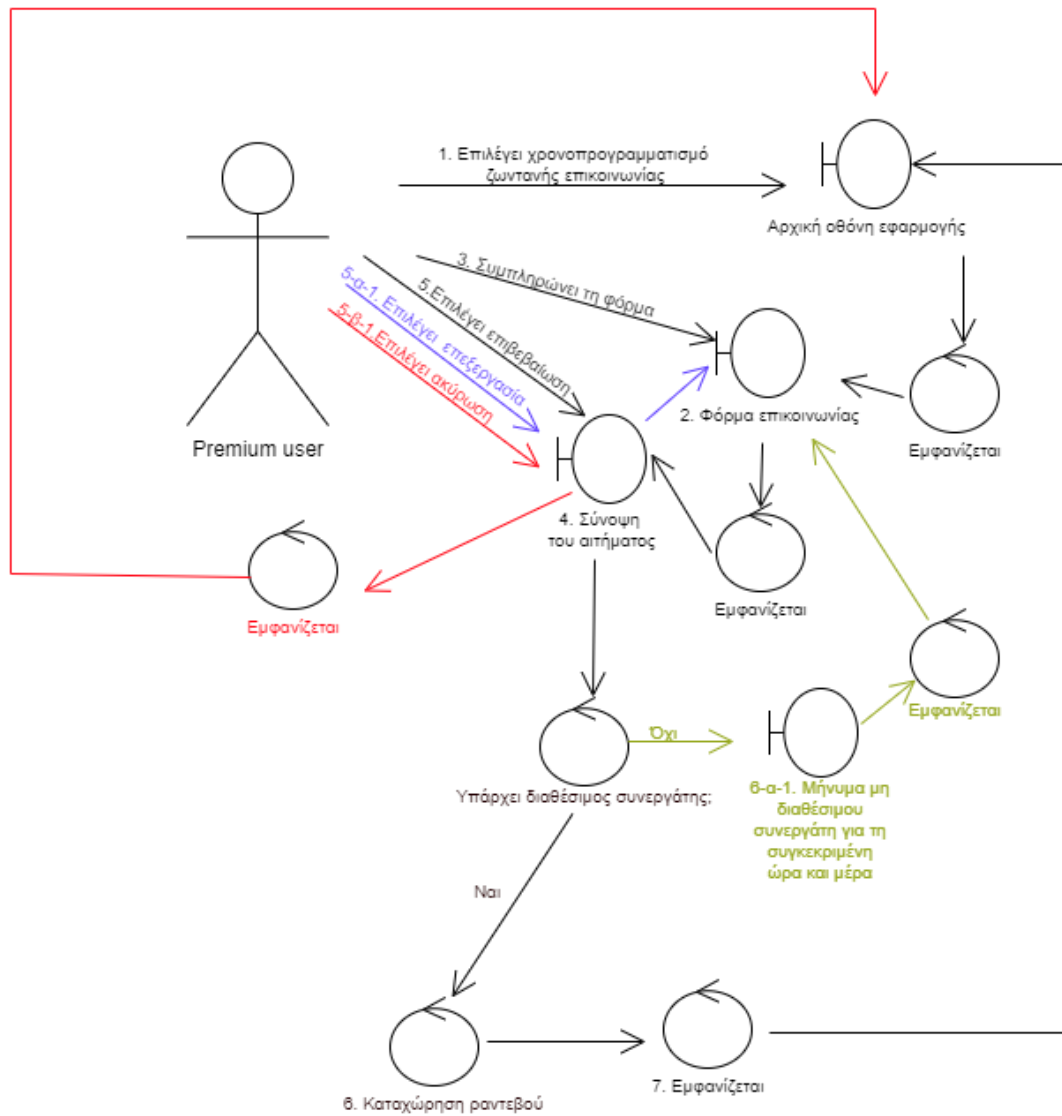 1. Επιλέγει χρονοπρογραμματισμό
ζωντανής επικοινωνίας
Αρχική οθόνη εφαρμογής
3. Συμπληρώνει τη φόρμα
5.Επιλέγει επιβεβαίωση
5-α-1. Επιλέγει επεξεργασία
5-β-1.Επιλέγει ακύρωση
Premium user
2. Φόρμα επικοινωνίας
Εμφανίζεται
4. Σύνοψη
του αιτήματος
Εμφανίζεται
Εμφανίζεται
Εμφανίζεται
Όχι
Υπάρχει διαθέσιμος συνεργάτης;
6-α-1. Μήνυμα μη
διαθέσιμου
συνεργάτη για τη
συγκεκριμένη
ώρα και μέρα
Ναι
6. Καταχώρηση ραντεβού
7. Εμφανίζεται